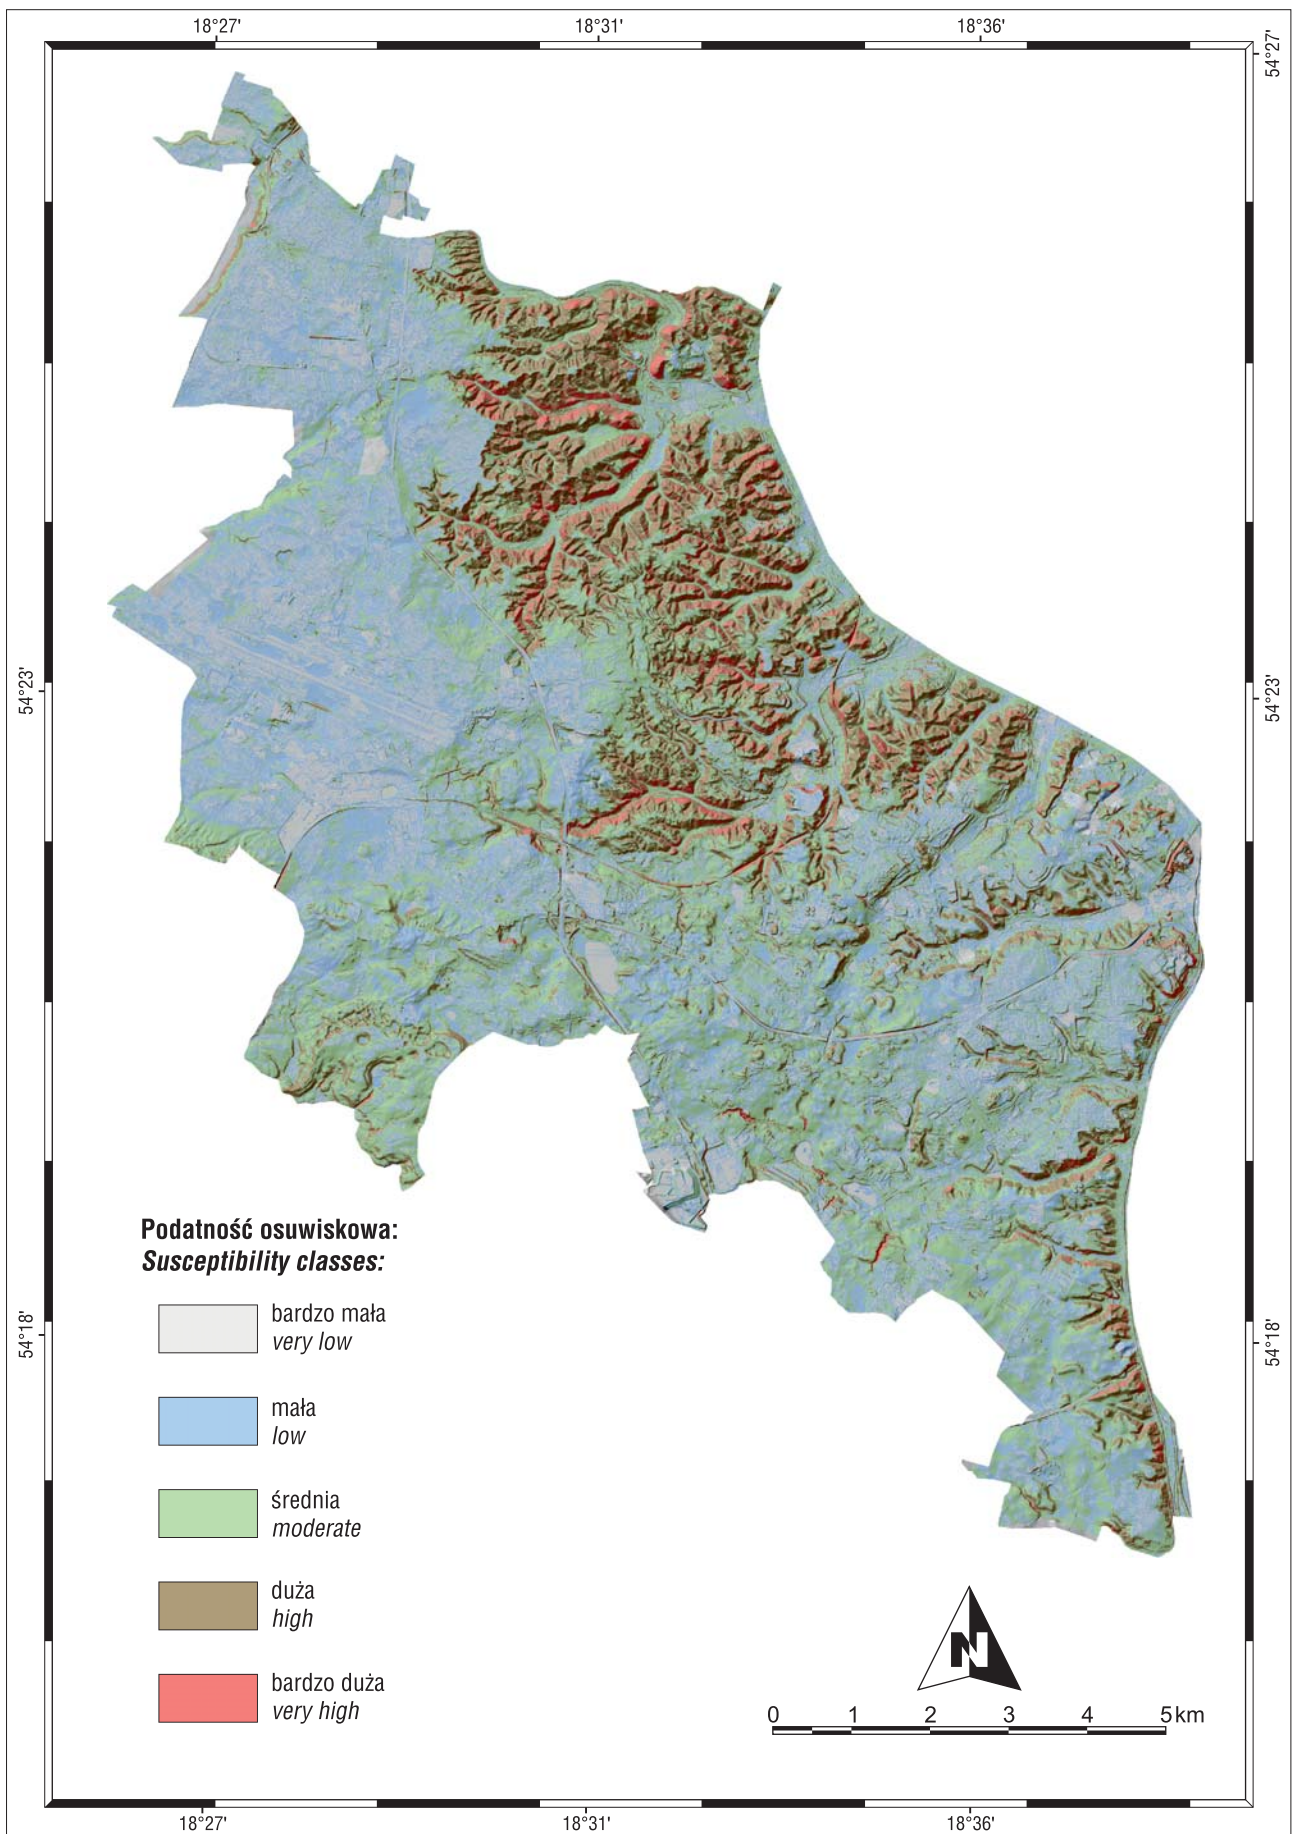 18°27' 18°31' 18°36'
54°27'
54°23' 54°23'
Podatność osuwiskowa:
Susceptibility classes:
bardzo mała
very low
54°18' 54°18'
mała
low
średnia
moderate
duża
high
N
bardzo duża
very high
0 1 2 3 4 5 km
18°27' 18°31' 18°36'